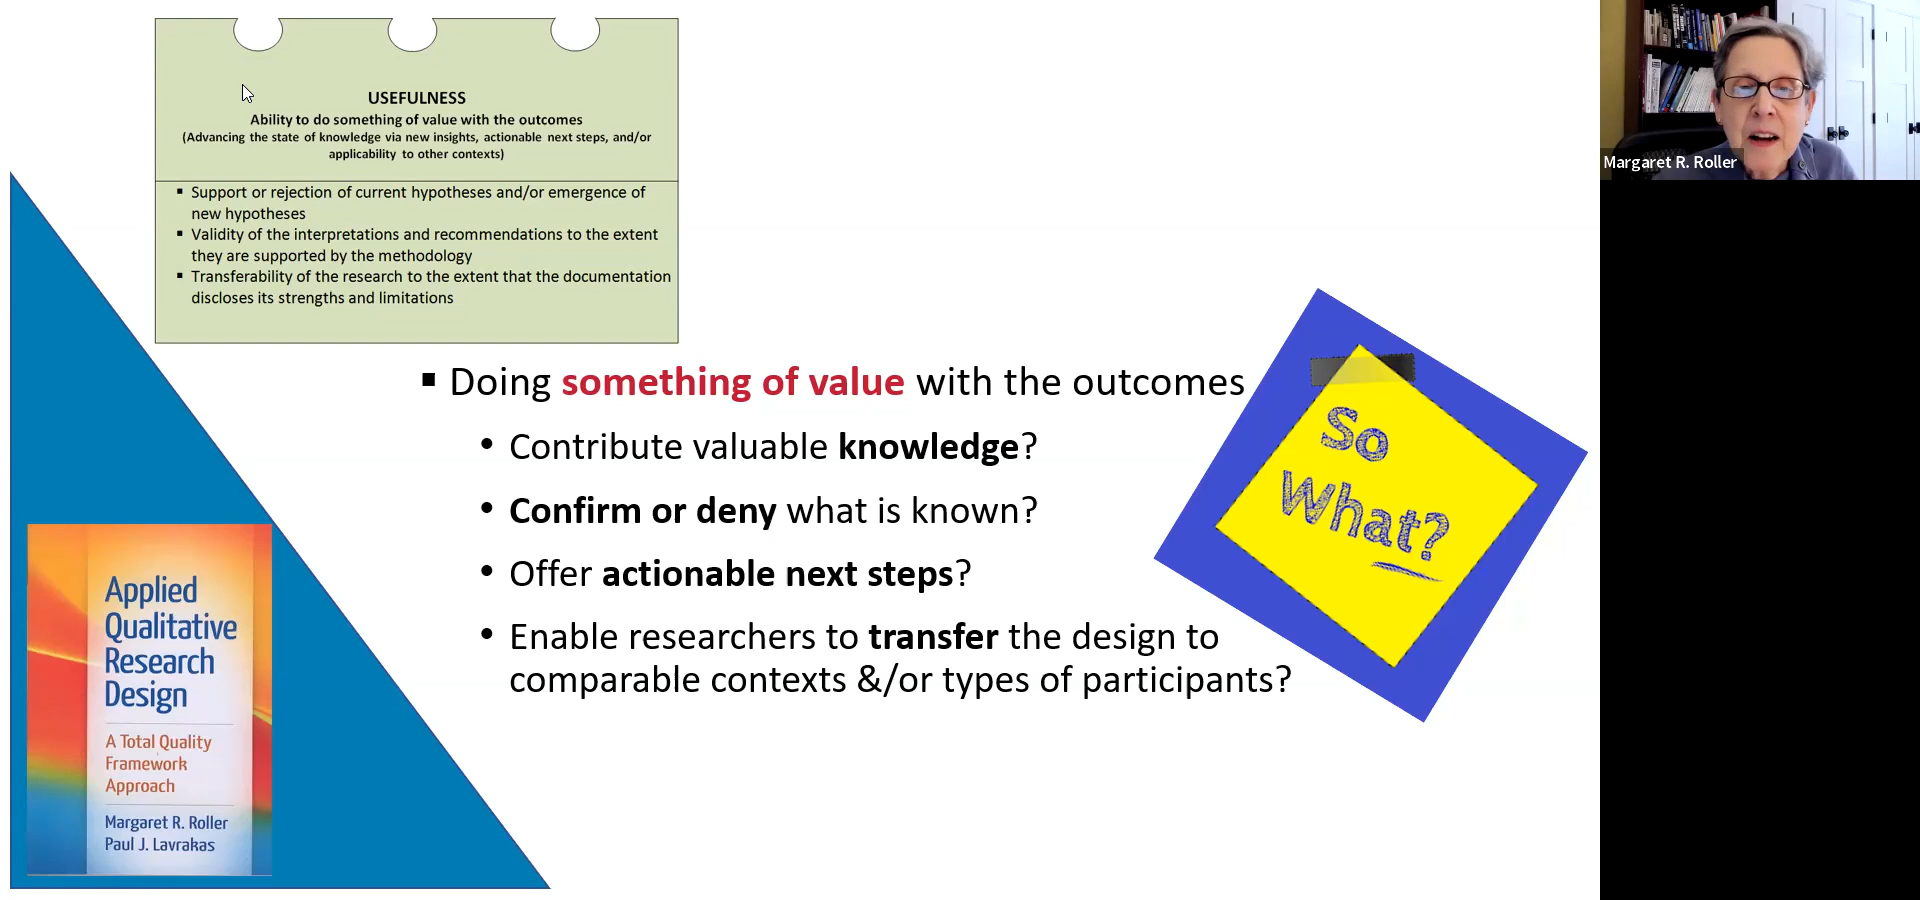 USEFULNESS
Ability to do something of value with the outcomes
(Advancing the state of knowledge via new insights, actionable next steps, and/or
applicability to other contexts)
▪ Support or rejection of current hypotheses and/or emergence of
new hypotheses
▪ Validity of the interpretations and recommendations to the extent
they are supported by the methodology
▪ Transferability of the research to the extent that the documentation
discloses its strengths and limitations
▪ Doing something of value with the outcomes
• Contribute valuable knowledge?
• Confirm or deny what is known?
• Offer actionable next steps?
• Enable researchers to transfer the design to
comparable contexts &/or types of participants?
So
What?
Applied
Qualitative
Research
Design
A Total Quality
Framework
Approach
Margaret R. Roller
Paul J. Lavrakas
Margaret R. Roller